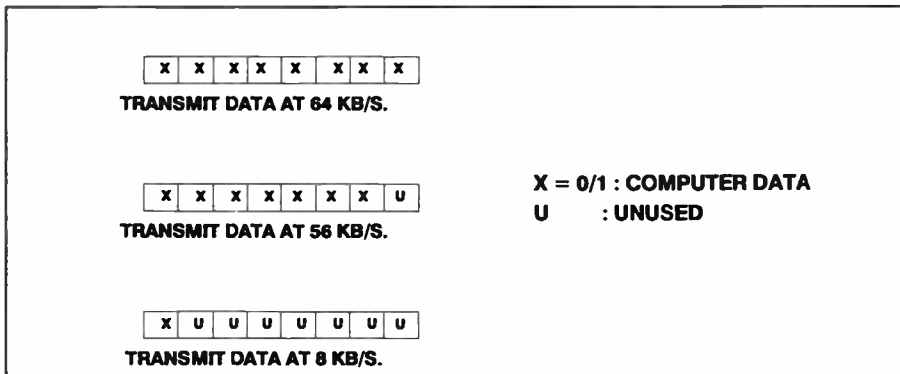 X X X X X X X X
TRANSMIT DATA AT 64 KB/S.
X X X X X X X U
TRANSMIT DATA AT 56 KB/S.
X U U U U U U U
TRANSMIT DATA AT 8 KB/S.
X = 0/1 : COMPUTER DATA
U : UNUSED